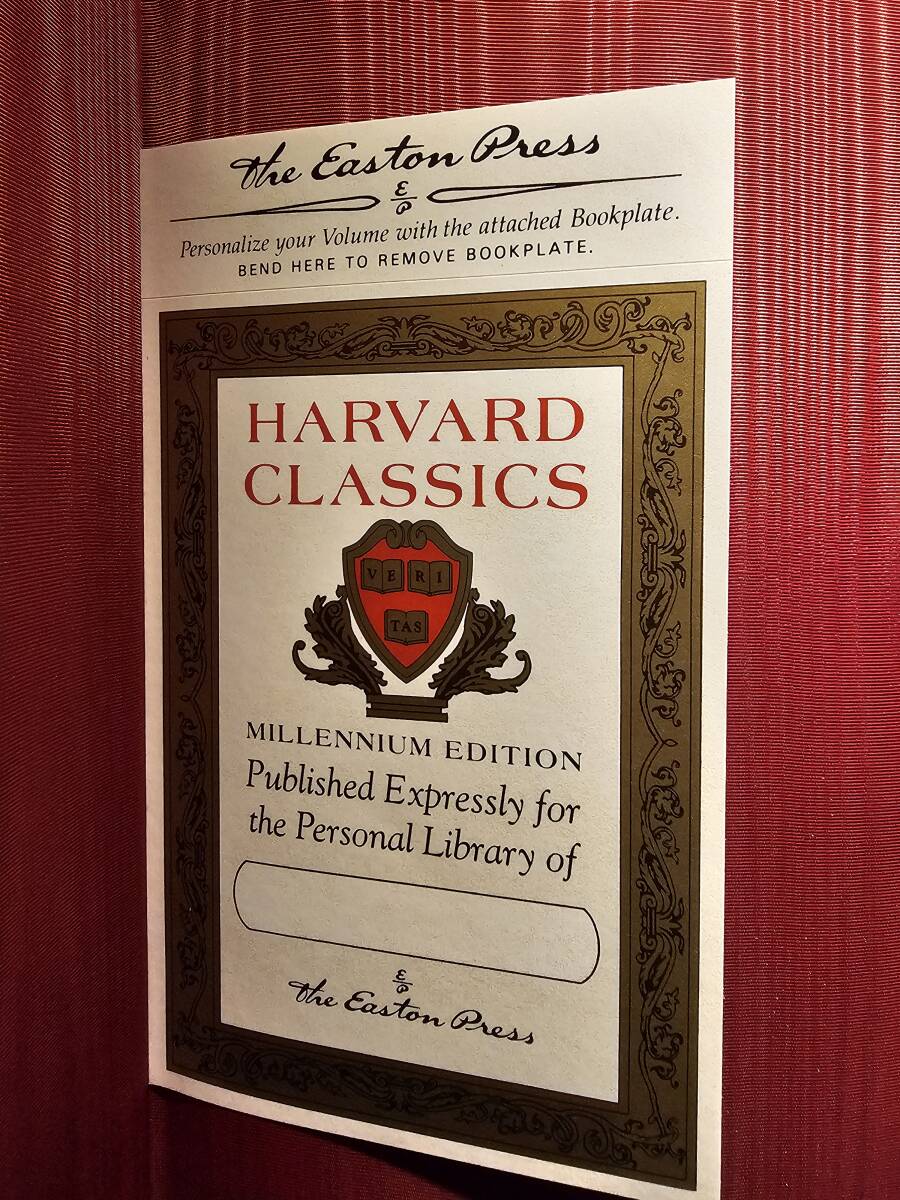 The Easton Press
E
P
Personalize your Volume with the attached Bookplate.
BEND HERE TO REMOVE BOOKPLATE.
HARVARD
CLASSICS
VE RI
TAS
MILLENNIUM EDITION
Published Expressly for
the Personal Library of
E
P
The Easton Press